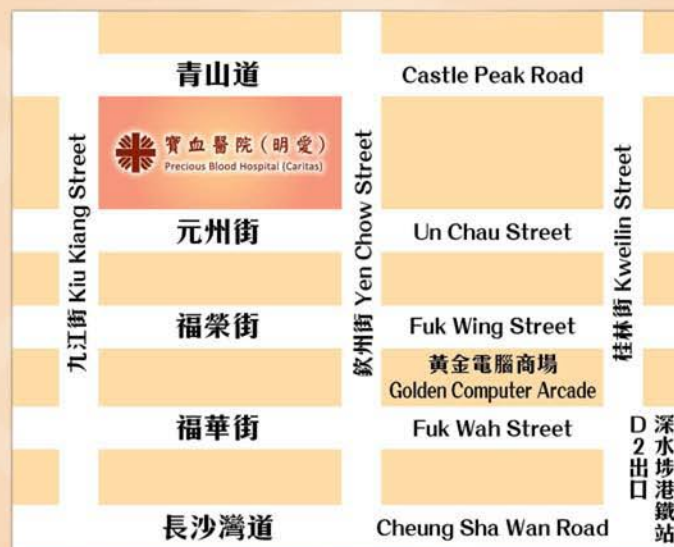 青山道 Castle Peak Road
寶血醫院(明愛)
Precious Blood Hospital (Caritas)
九江街 Kiu Kiang Street
欽州街 Yen Chow Street
桂林街 Kweilin Street
元州街 Un Chau Street
福榮街 Fuk Wing Street
黃金電腦商場
Golden Computer Arcade
福華街 Fuk Wah Street
深水埗港鐵站
D2出口
長沙灣道 Cheung Sha Wan Road